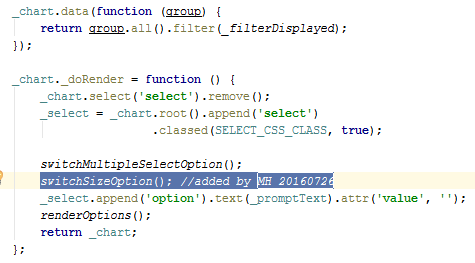 _chart.data(function (group) {
    return group.all().filter(_filterDisplayed);
});

_chart._doRender = function () {
    _chart.select('select').remove();
    _select = _chart.root().append('select')
                    .classed(SELECT_CSS_CLASS, true);

    switchMultipleSelectOption();
    switchSizeOption(); //added by MH 20160726
    _select.append('option').text(_promptText).attr('value', '');
    renderOptions();
    return _chart;
};